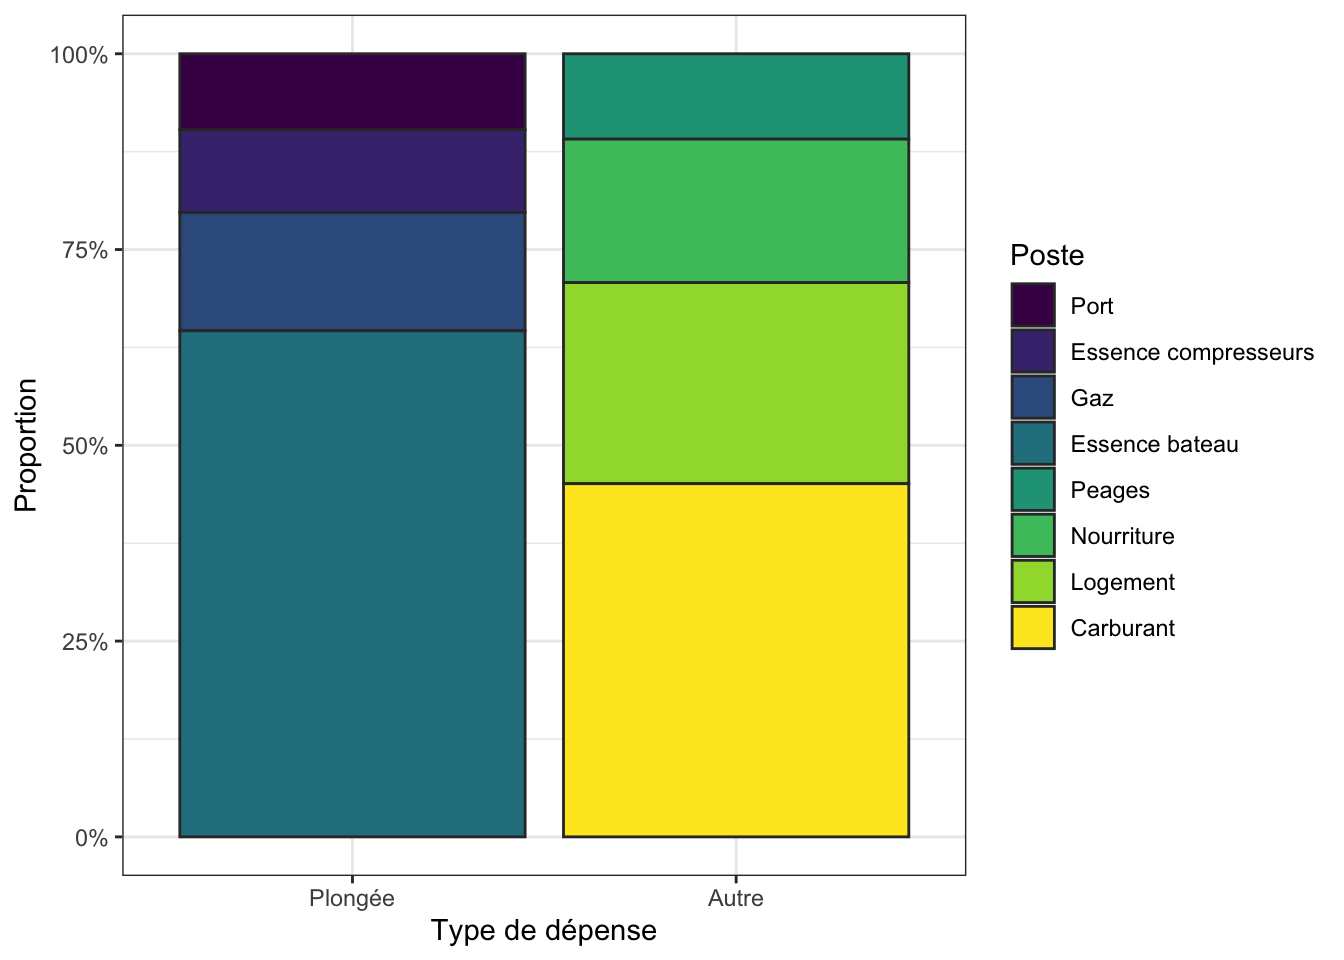 Proportion
100%
75%
50%
25%
0%
Plongée
Autre
Type de dépense
Poste
Port
Essence compresseurs
Gaz
Essence bateau
Peages
Nourriture
Logement
Carburant